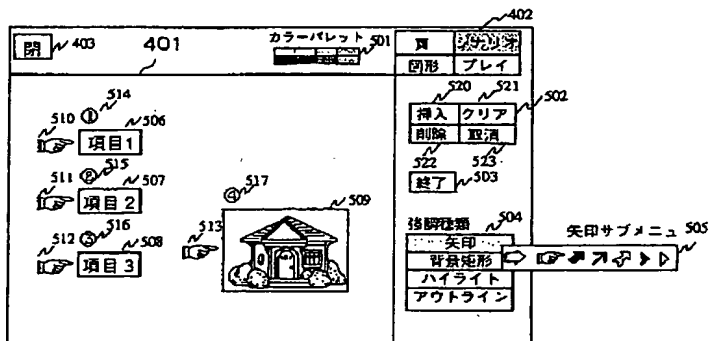 402
閉 403 401 カラーパレット 501 頁 シナリオ
図形 プレイ
514 520 521
510 ① 506 挿入 クリア 502
項目1 削除 取消
511 ② 515 507 517 522 523
項目2 ④ 509 終了 503
512 ③ 516 508 513 強調種類 504 矢印サブメニュー 505
項目3 矢印
背景矩形
ハイライト
アウトライン